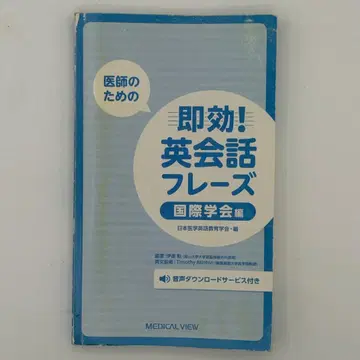 医師の
ための
即効!
英会話
フレーズ
国際学会編
日本医学英語教育学会・編
音声ダウンロードサービス付き
MEDICAL VIEW